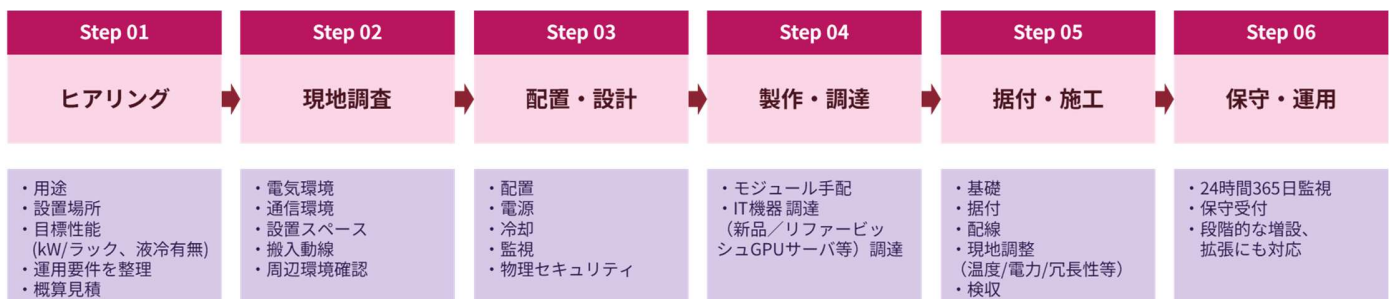 Step 01
ヒアリング
・用途
・設置場所
・目標性能
(kW/ラック、液冷有無)
・運用要件を整理
・概算見積
Step 02
現地調査
・電気環境
・通信環境
・設置スペース
・搬入動線
・周辺環境確認
Step 03
配置・設計
・配置
・電源
・冷却
・監視
・物理セキュリティ
Step 04
製作・調達
・モジュール手配
・IT機器 調達
（新品／リファービッ
シュGPUサーバ等）調達
Step 05
据付・施工
・基礎
・据付
・配線
・現地調整
（温度/電力/冗長性等）
・検収
Step 06
保守・運用
・24時間365日監視
・保守受付
・段階的な増設、
拡張にも対応